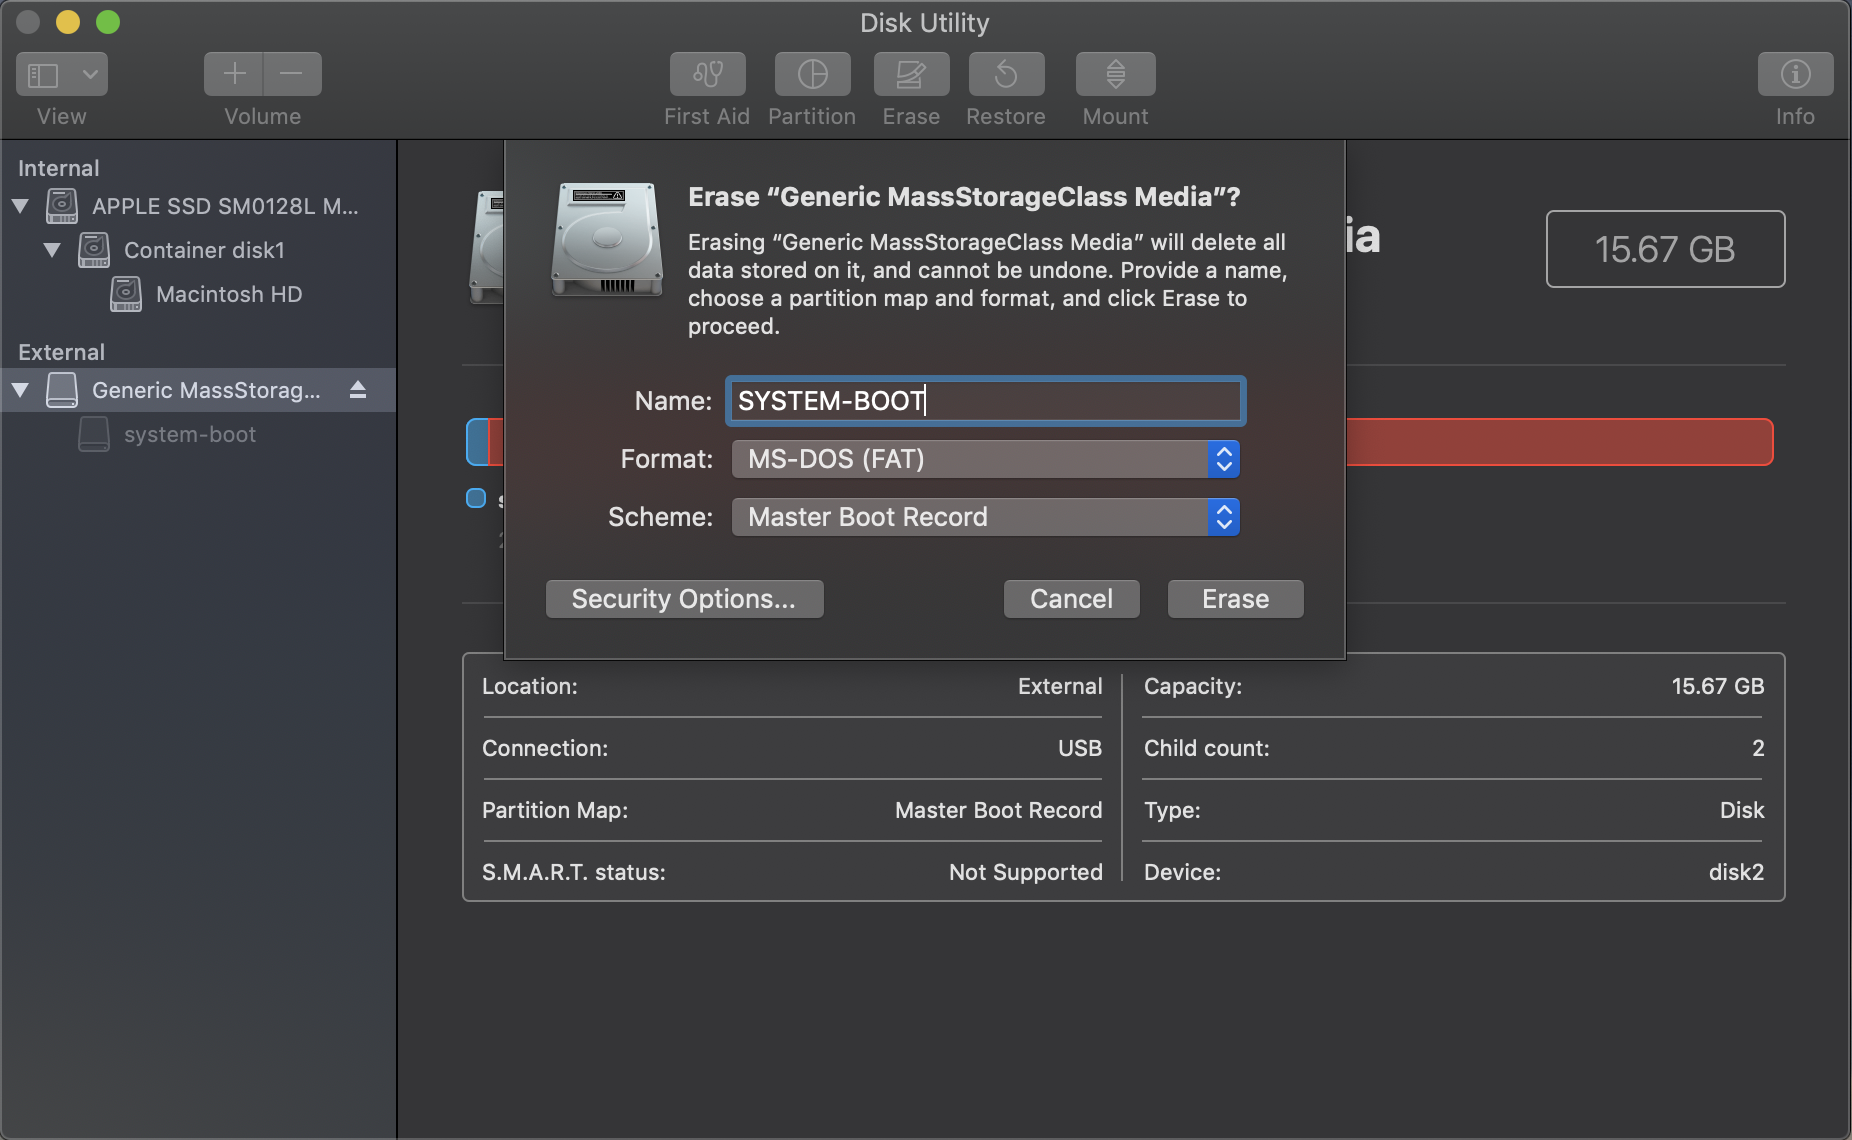 Disk Utility
View
Volume
First Aid
Partition
Erase
Restore
Mount
Info
Internal
APPLE SSD SM0128L M...
Container disk1
Macintosh HD
External
Generic MassStorag...
system-boot
Erase “Generic MassStorageClass Media”?
Erasing “Generic MassStorageClass Media” will delete all
data stored on it, and cannot be undone. Provide a name,
choose a partition map and format, and click Erase to
proceed.
ia
15.67 GB
Name: SYSTEM-BOOT
Format: MS-DOS (FAT)
Scheme: Master Boot Record
Security Options...
Cancel
Erase
Location: External
Capacity: 15.67 GB
Connection: USB
Child count: 2
Partition Map: Master Boot Record
Type: Disk
S.M.A.R.T. status: Not Supported
Device: disk2